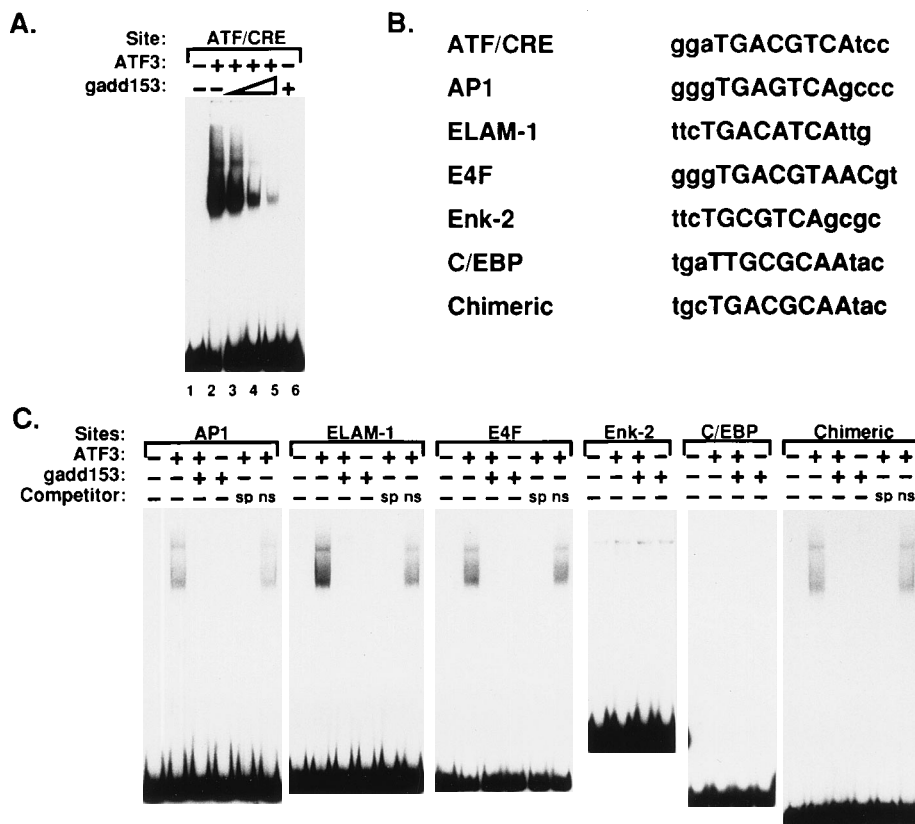 A.
Site: ATF/CRE
ATF3: – + + + + –
gadd153: – – +
1 2 3 4 5 6
B.
ATF/CRE ggaTGACGTCAtcc
AP1 gggTGAGTCAgccc
ELAM-1 ttcTGACATCAttg
E4F gggTGACGTAACgt
Enk-2 ttcTGCGTCAgcgc
C/EBP tgaTTGCGCAAtac
Chimeric tgcTGACGCAAtac
C.
Sites: AP1 ELAM-1 E4F Enk-2 C/EBP Chimeric
ATF3: – + + – + + – + + – + + – + + – + + – + + – – + + – – + + – + +
gadd153: – – + + – – + + – – + + – – + + – – + + – – + +
Competitor: – – – – sp ns – – – – sp ns – – – – sp ns – – – – – – – – – – – – sp ns